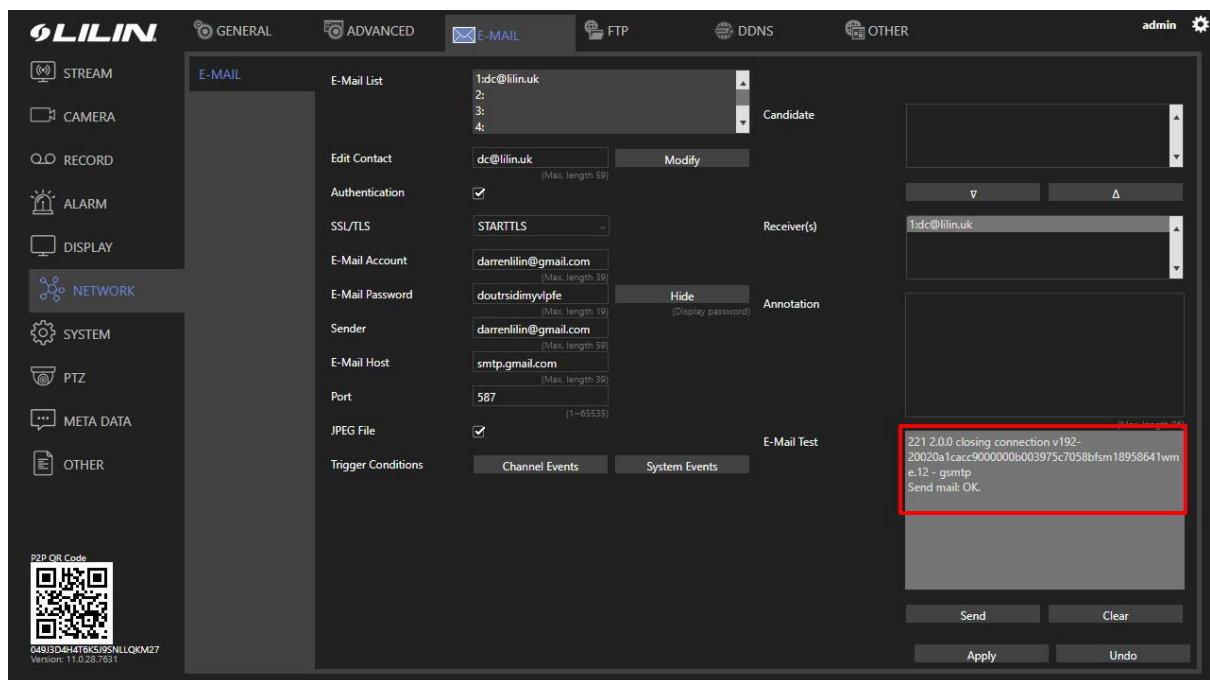 LILIN
GENERAL
ADVANCED
E-MAIL
FTP
DDNS
OTHER
admin
STREAM
CAMERA
RECORD
ALARM
DISPLAY
NETWORK
SYSTEM
PTZ
META DATA
OTHER
P2P QR Code
049J3D4H4T6K5J9SNLLQKM27
Version: 11.0.28.7631
E-MAIL
E-Mail List
1:dc@lilin.uk
2:
3:
4:
Edit Contact
dc@lilin.uk
Modify
(Max. length 59)
Authentication
SSL/TLS
STARTTLS
E-Mail Account
darrenlilin@gmail.com
(Max. length 39)
E-Mail Password
doutrsidimyvlpfe
Hide
(Max. length 19)
(Display password)
Sender
darrenlilin@gmail.com
(Max. length 59)
E-Mail Host
smtp.gmail.com
(Max. length 39)
Port
587
(1~65535)
JPEG File
Trigger Conditions
Channel Events
System Events
Candidate
Receiver(s)
1:dc@lilin.uk
Annotation
E-Mail Test
221 2.0.0 closing connection v192-
20020a1cacc9000000b003975c7058bfsm18958641wm
e.12 - gsmtp
Send mail: OK.
Send
Clear
Apply
Undo